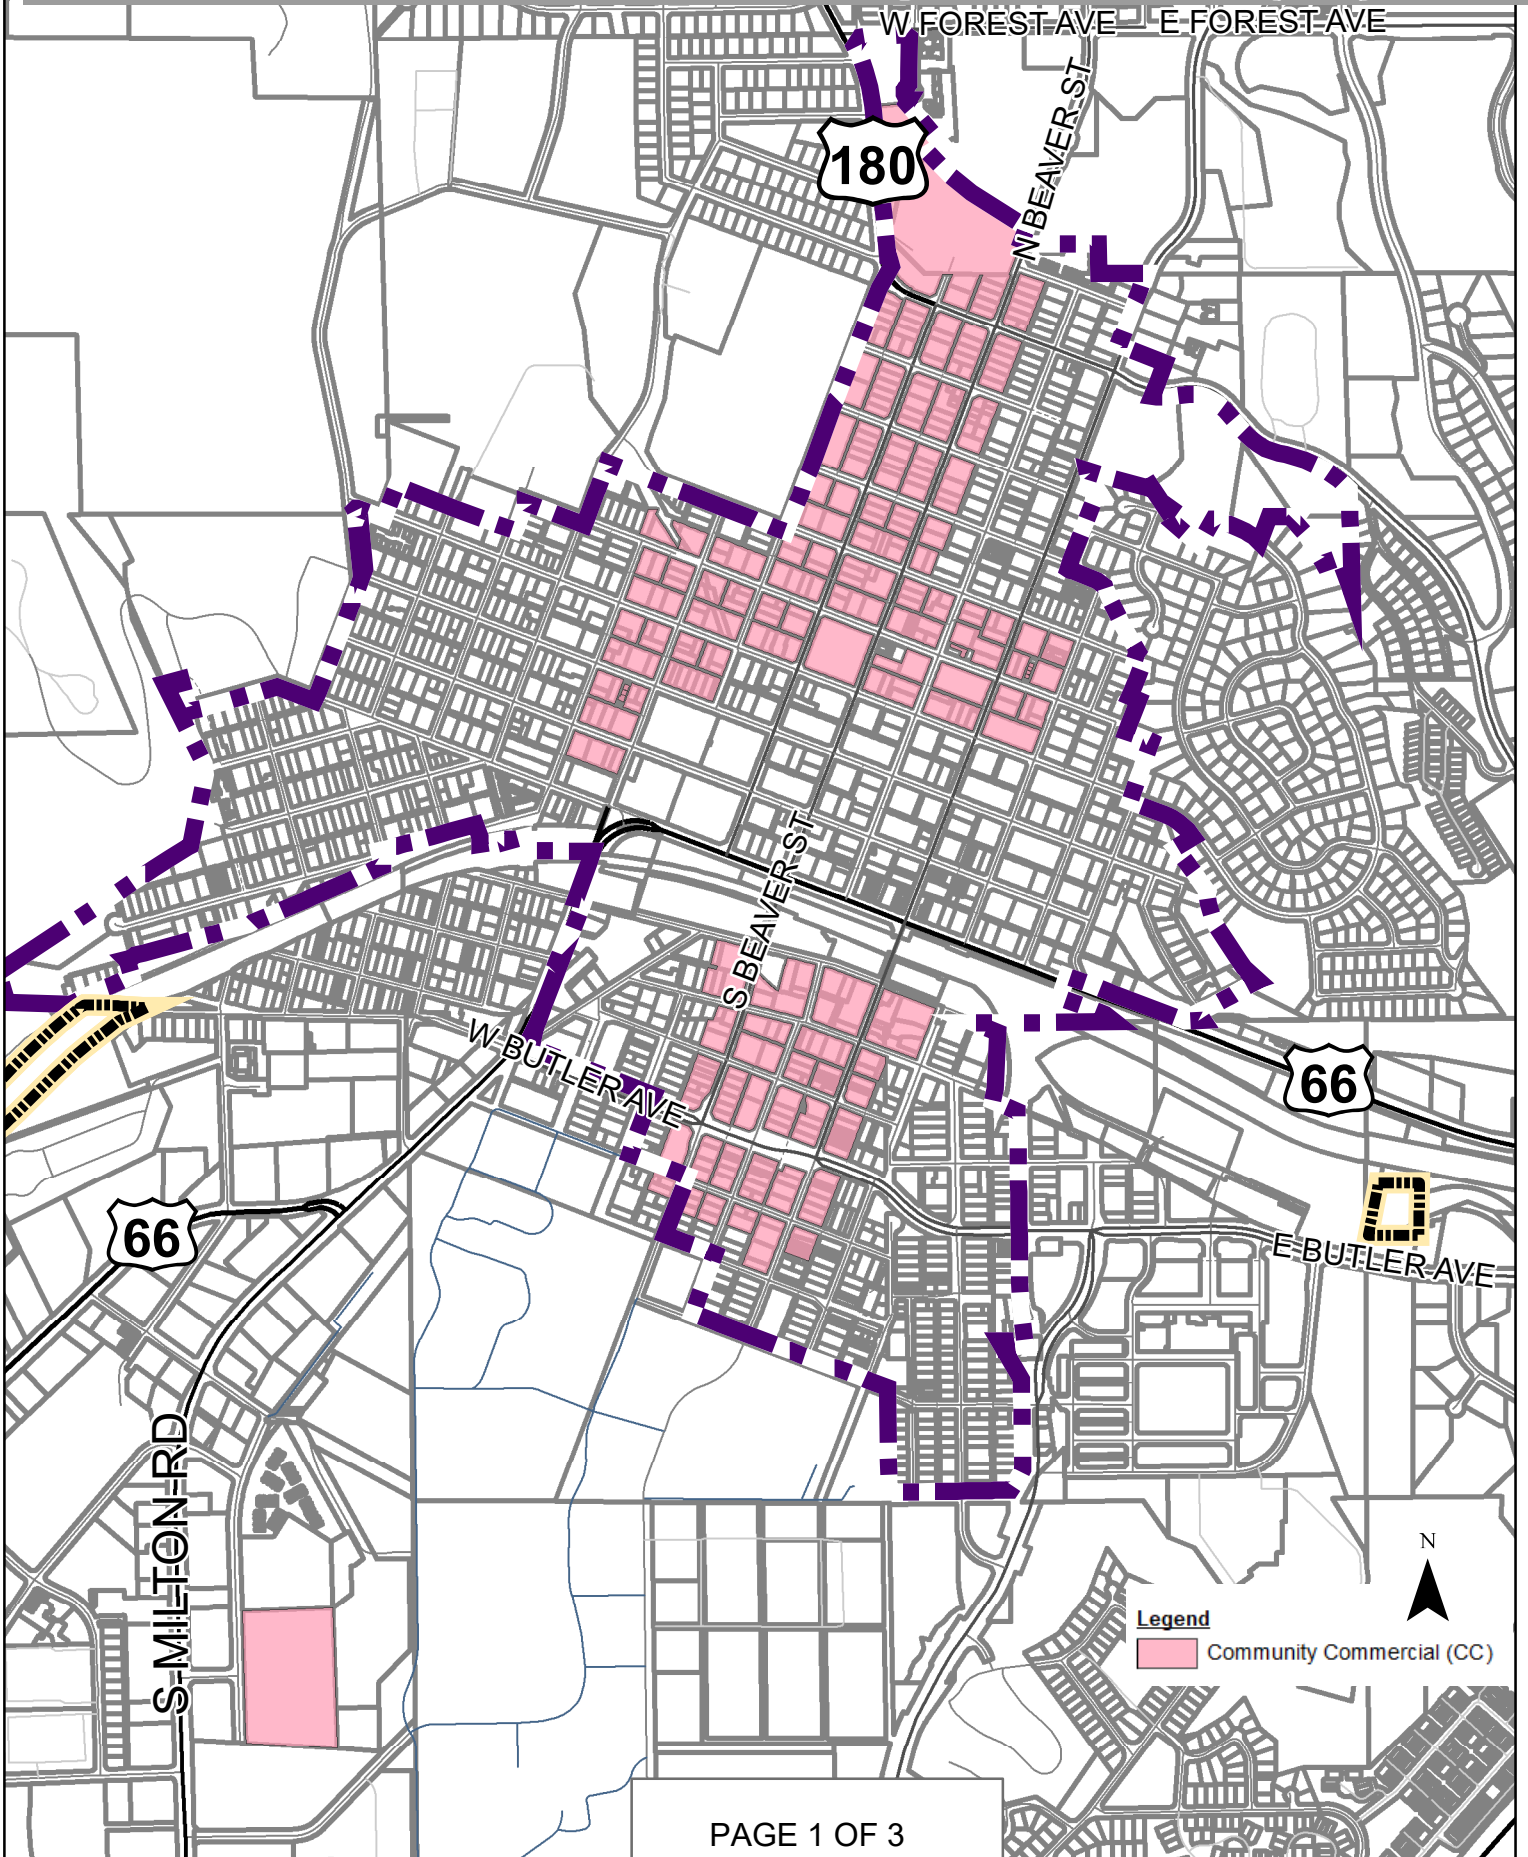 W FOREST AVE
E FOREST AVE
N BEAVER ST
180
S BEAVER ST
W BUTLER AVE
66
66
E BUTLER AVE
S MILTON RD
N
Legend
Community Commercial (CC)
PAGE 1 OF 3